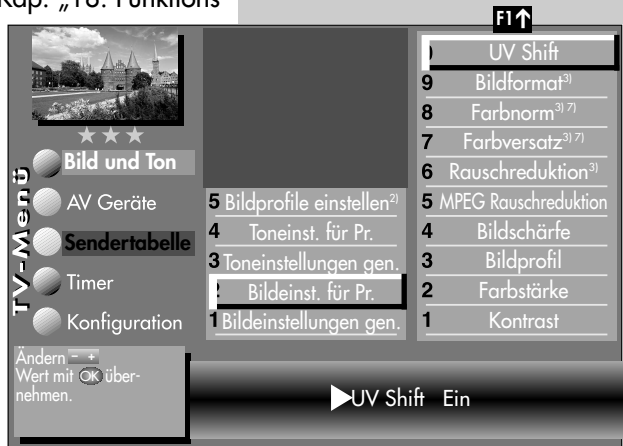 Kap. „18. Funktions
F1↑
TV-Menü
Bild und Ton
AV Geräte
Sendertabelle
Timer
Konfiguration
5 Bildprofile einstellen2)
4 Toneinst. für Pr.
3 Toneinstellungen gen.
Bildeinst. für Pr.
1 Bildeinstellungen gen.
UV Shift
9 Bildformat3)
8 Farbnorm3) 7)
7 Farbversatz3) 7)
6 Rauschreduktion3)
5 MPEG Rauschreduktion
4 Bildschärfe
3 Bildprofil
2 Farbstärke
1 Kontrast
Ändern - +
Wert mit OK über-
nehmen.
UV Shift Ein